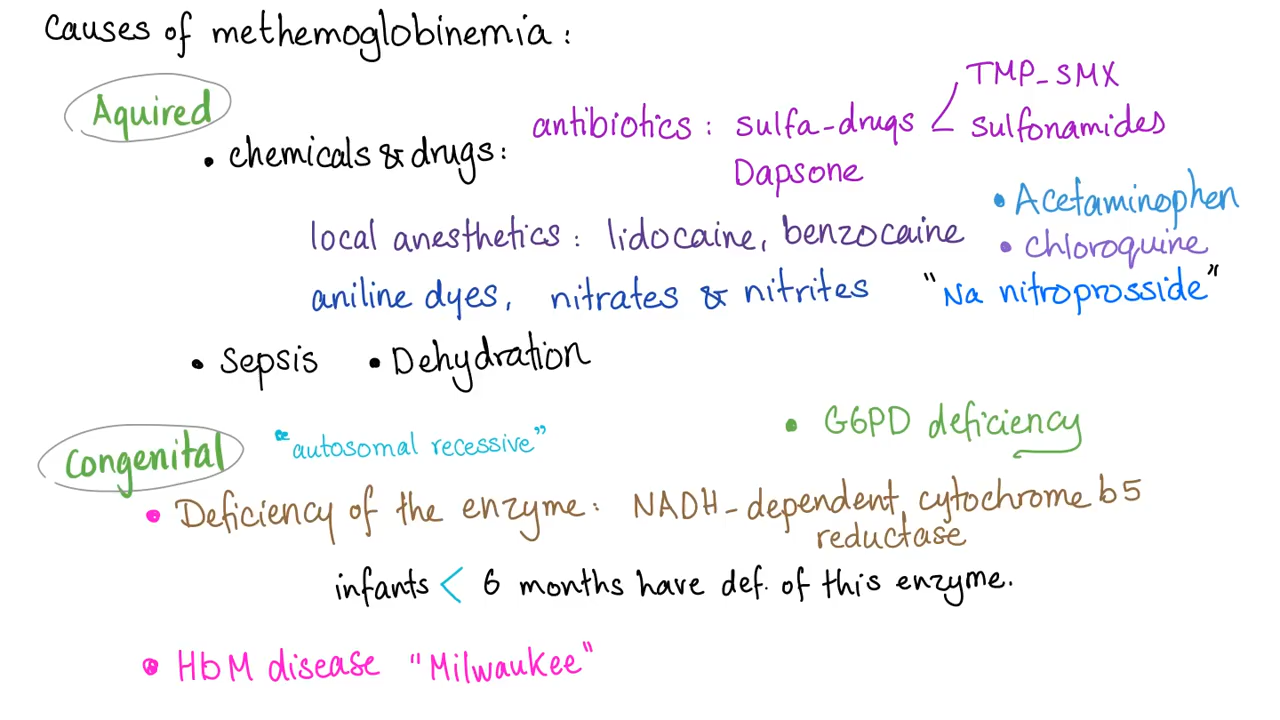 Causes of methemoglobinemia:
Aquired
• chemicals & drugs:
antibiotics: sulfa-drugs < TMP-SMX
sulfonamides
Dapsone
local anesthetics: lidocaine, benzocaine
• Acetaminophen
• chloroquine
aniline dyes, nitrates & nitrites "Na nitroprosside"
• Sepsis • Dehydration
Congenital "autosomal recessive"
• G6PD deficiency
• Deficiency of the enzyme: NADH-dependent, cytochrome b5
reductase
infants < 6 months have def. of this enzyme.
• HbM disease "Milwaukee"